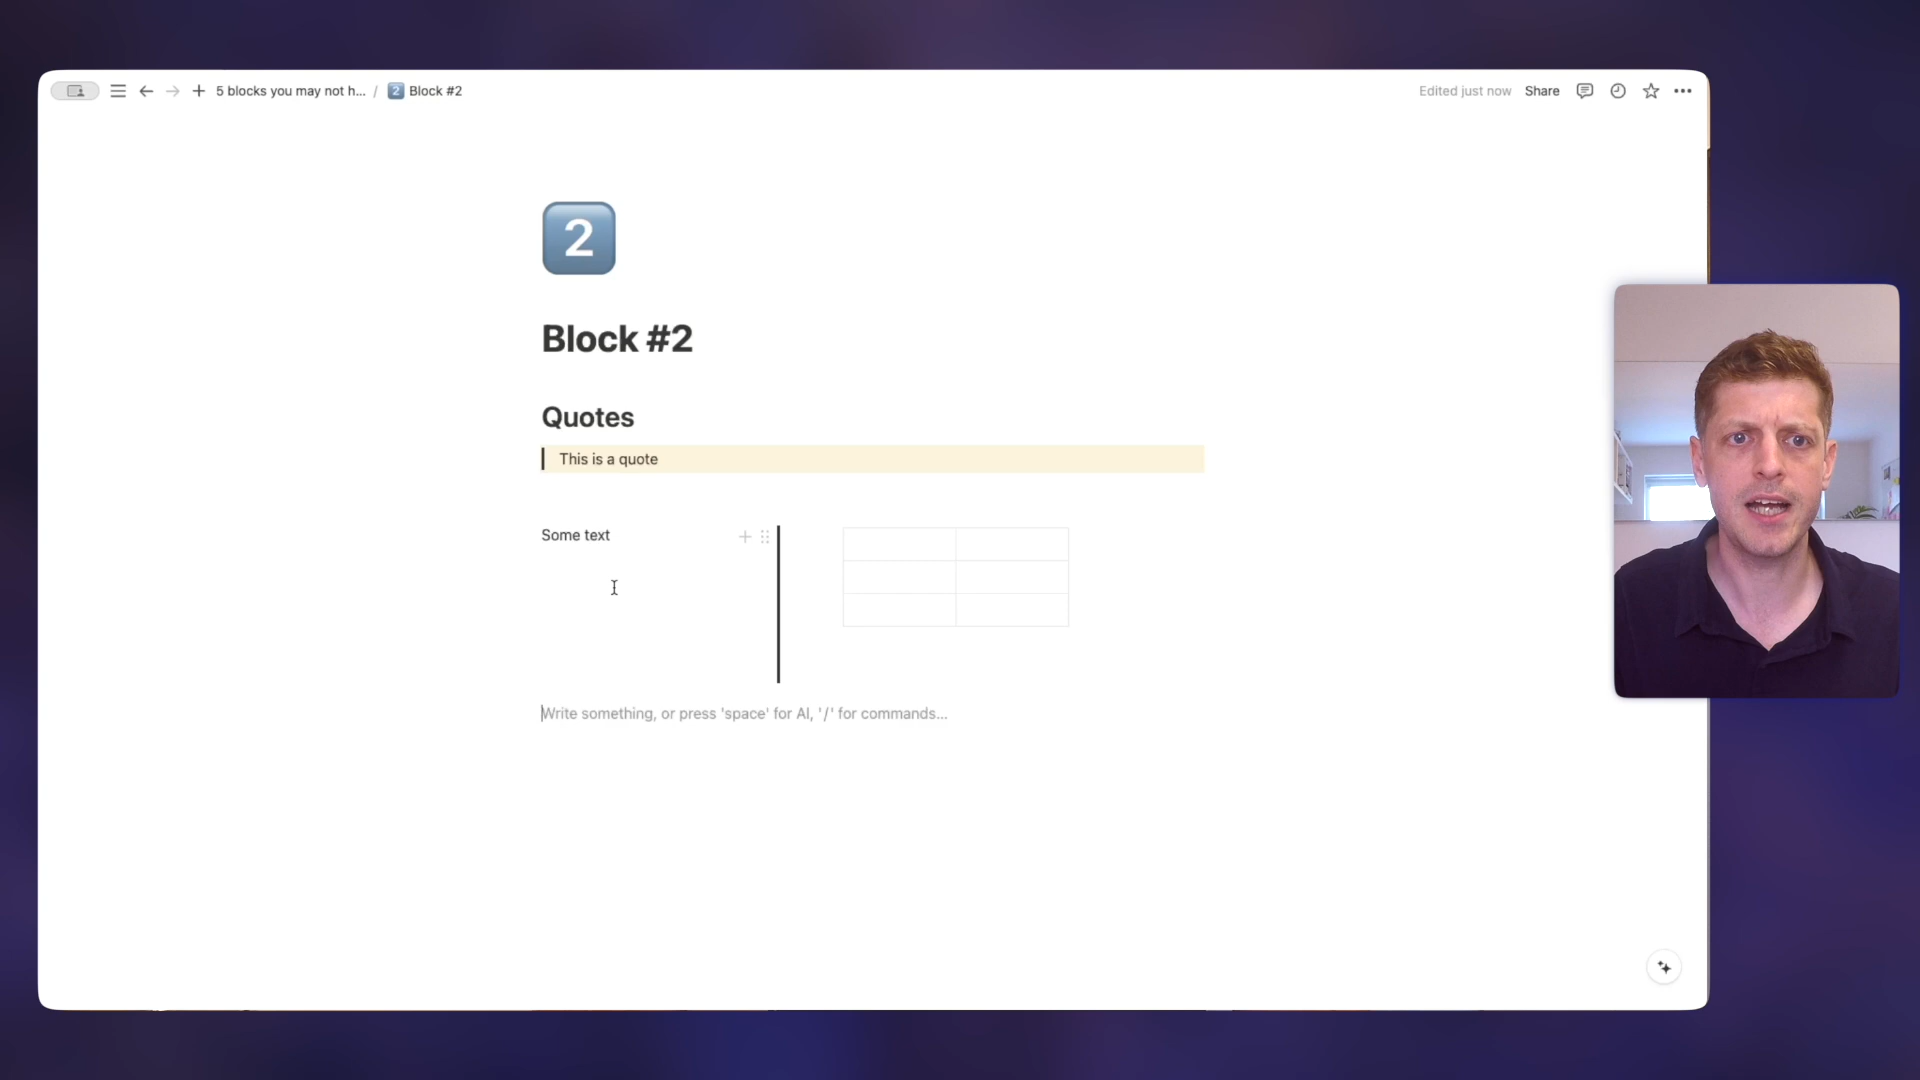 5 blocks you may not h... / 2 Block #2
Edited just now Share
2
Block #2
Quotes
This is a quote
Some text
Write something, or press 'space' for AI, '/' for commands...